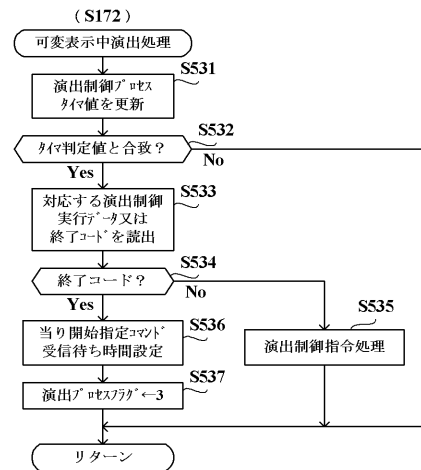 (S172)
可変表示中演出処理
S531
演出制御ﾌﾟﾛｾｽ
ﾀｲﾏ値を更新
S532
ﾀｲﾏ判定値と合致？
No
Yes
S533
対応する演出制御
実行ﾃﾞｰﾀ又は
終了ｺｰﾄﾞを読出
S534
終了コード？
No
Yes
S535
演出制御指令処理
S536
当り開始指定ｺﾏﾝﾄﾞ
受信待ち時間設定
S537
演出ﾌﾟﾛｾｽﾌﾗｸﾞ←3
リターン